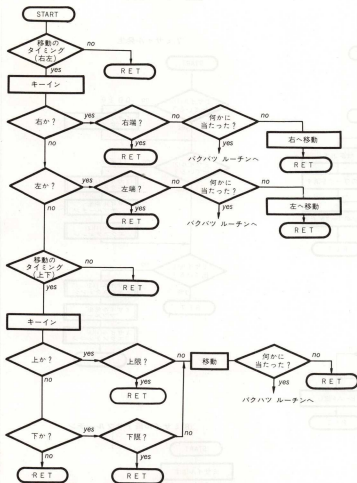 START
移動の
タイミング
(右左)
no
RET
yes
キーイン
右か?
yes
右端?
no
何かに
当たった?
no
右へ移動
no
yes
RET
yes
バクハツ ルーチンへ
RET
左か?
yes
左端?
no
何かに
当たった?
no
左へ移動
no
yes
RET
yes
バクハツ ルーチンへ
RET
移動の
タイミング
(上下)
no
RET
yes
キーイン
上か?
yes
上限?
no
移動
何かに
当たった?
no
RET
no
yes
RET
yes
バクハツ ルーチンへ
下か?
yes
下限?
no
no
RET
yes
RET